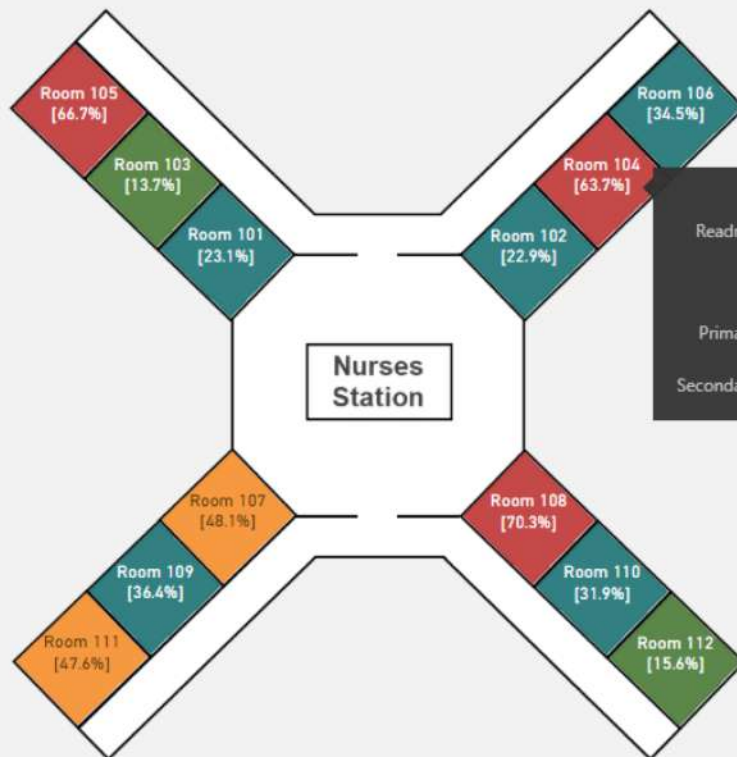 Room 105
[66.7%]
Room 103
[13.7%]
Room 101
[23.1%]
Room 106
[34.5%]
Room 104
[63.7%]
Room 102
[22.9%]
Nurses
Station
Room 107
[48.1%]
Room 109
[36.4%]
Room 111
[47.6%]
Room 108
[70.3%]
Room 110
[31.9%]
Room 112
[15.6%]